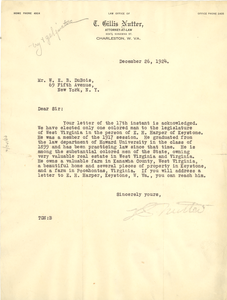 LAW OFFICE OF
T. Gillis Nutter,
ATTORNEY-AT-LAW
CHARLESTON, W. VA.
December 26, 1924.
Mr. W. E. B. DuBois,
69 Fifth Avenue,
New York, N. Y.
Dear Sir:
Your letter of the 17th instant is acknowledged.
We have elected only one colored man to the legislature
of West Virginia in the person of E. H. Harper of Keystone.
He was a member of the 1917 session. He graduated from
the law department of Howard University in the class of
1899 and has been practicing law since that time. He is
among the substantial colored men of the State, owning
very valuable real estate in West Virginia and Virginia.
He owns a valuable farm in Kanawha County, West Virginia,
a beautiful home and several pieces of property in Keystone,
and a farm in Pocahontas, Virginia. If you will address a
letter to E. H. Harper, Keystone, W. Va., you can reach him.
Sincerely yours,
T. G. Nutter
TGN:B